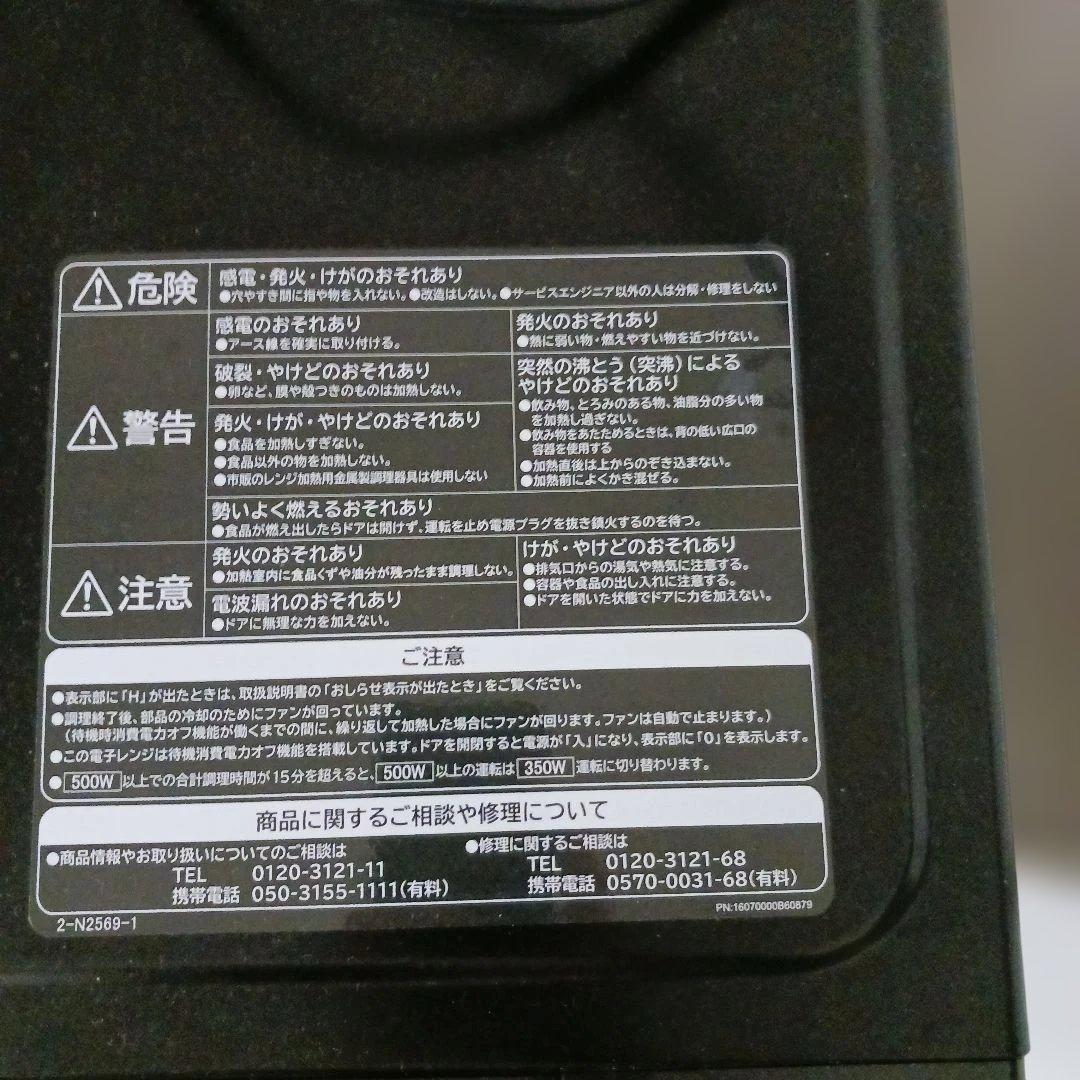 危険
感電・発火・けがのおそれあり
●穴やすき間に指や物を入れない。●改造はしない。●サービスエンジニア以外の人は分解・修理をしない
警告
感電のおそれあり
●アース線を確実に取り付ける。
破裂・やけどのおそれあり
●卵など、膜や殻つきのものは加熱しない。
発火・けが・やけどのおそれあり
●食品を加熱しすぎない。
●食品以外の物を加熱しない。
●市販のレンジ加熱用金属製調理器具は使用しない
発火のおそれあり
●熱に弱い物・燃えやすい物を近づけない。
突然の沸とう(突沸)による
やけどのおそれあり
●飲み物、とろみのある物、油脂分の多い物
を加熱し過ぎない。
●飲み物をあたためるときは、背の低い広口の
容器を使用する
●加熱直後は上からのぞき込まない。
●加熱前によくかき混ぜる。
勢いよく燃えるおそれあり
●食品が燃え出したらドアは開けず、運転を止め電源プラグを抜き鎮火するのを待つ。
注意
発火のおそれあり
●加熱室内に食品くずや油分が残ったまま調理しない。
電波漏れのおそれあり
●ドアに無理な力を加えない。
けが・やけどのおそれあり
●排気口からの湯気や熱気に注意する。
●容器や食品の出し入れに注意する。
●ドアを開いた状態でドアに力を加えない。
ご注意
●表示部に「H」が出たときは、取扱説明書の「おしらせ表示が出たとき」をご覧ください。
●調理終了後、部品の冷却のためにファンが回っています。
(待機時消費電力オフ機能が働くまでの間に、繰り返して加熱した場合にファンが回ります。ファンは自動で止まります。)
●この電子レンジは待機消費電力オフ機能を搭載しています。ドアを開閉すると電源が「入」になり、表示部に「0」を表示します。
●500W以上での合計調理時間が15分を超えると、500W以上の運転は350W運転に切り替わります。
商品に関するご相談や修理について
●商品情報やお取り扱いについてのご相談は
TEL 0120-3121-11
携帯電話 050-3155-1111(有料)
●修理に関するご相談は
TEL 0120-3121-68
携帯電話 0570-0031-68(有料)
2-N2569-1
PN:16070000B60879